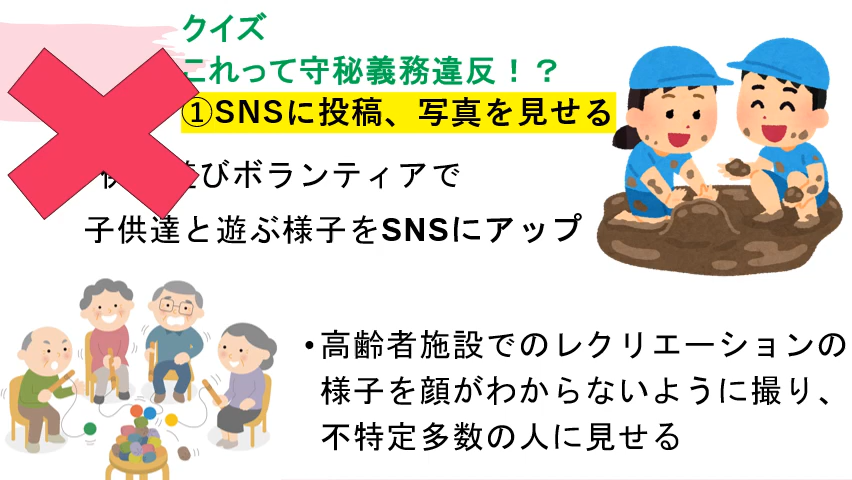 クイズ
これって守秘義務違反！？
①SNSに投稿、写真を見せる
びボランティアで
子供達と遊ぶ様子をSNSにアップ
•高齢者施設でのレクリエーションの
様子を顔がわからないように撮り、
不特定多数の人に見せる